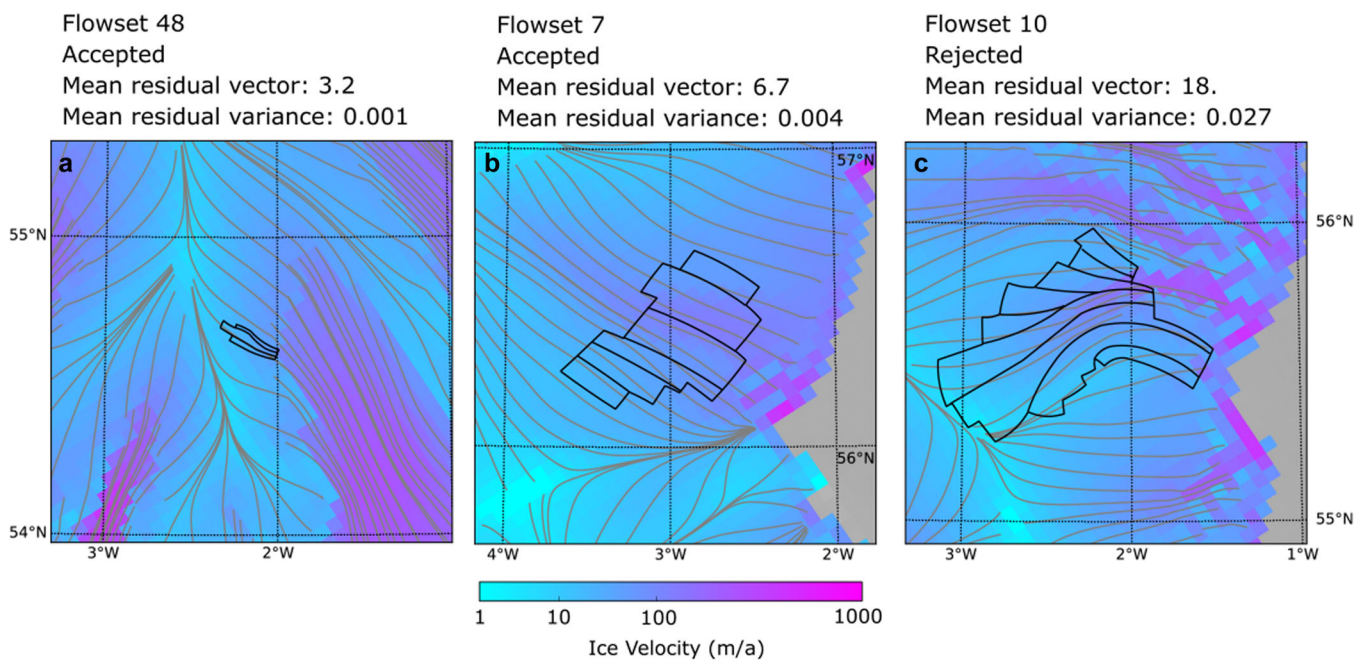 Flowset 48
Accepted
Mean residual vector: 3.2
Mean residual variance: 0.001
Flowset 7
Accepted
Mean residual vector: 6.7
Mean residual variance: 0.004
Flowset 10
Rejected
Mean residual vector: 18.
Mean residual variance: 0.027
a
55°N
54°N
3°W
2°W
b
57°N
56°N
4°W
3°W
2°W
c
56°N
55°N
3°W
2°W
1°W
1
10
100
1000
Ice Velocity (m/a)